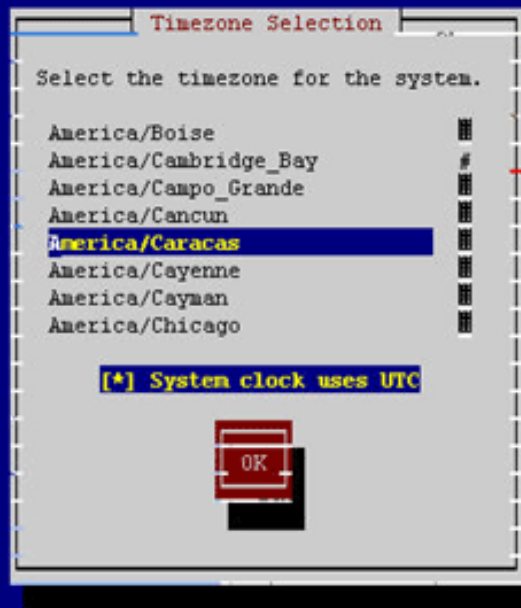 Timezone Selection
Select the timezone for the system.
America/Boise
America/Cambridge_Bay #
America/Campo_Grande
America/Cancun
America/Caracas
America/Cayenne
America/Cayman
America/Chicago
[*] System clock uses UTC
OK